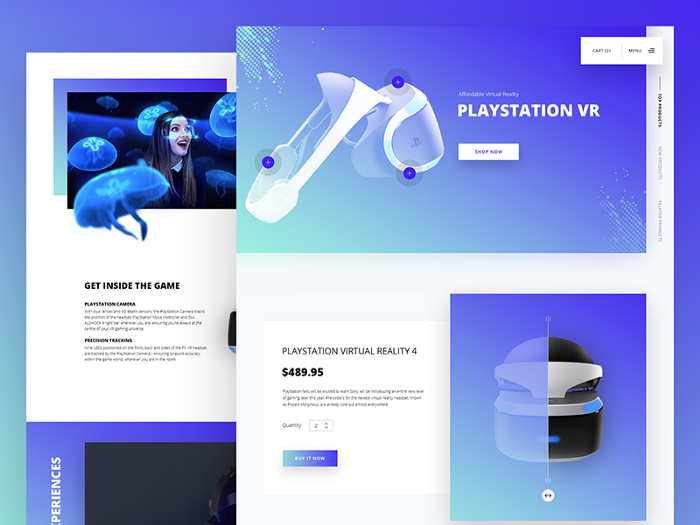 CART (2)
MENU
TOP PRODUCTS
NEW PRODUCTS
RELATED PRODUCTS
Affordable Virtual Reality
PLAYSTATION VR
SHOP NOW
GET INSIDE THE GAME
PLAYSTATION CAMERA
With dual lenses and 3D depth sensors, the PlayStation Camera tracks
the position of the headset, PlayStation Move controller and
ALSHOCK 4 light bar wherever you are, ensuring you're always at the
centre of your VR gaming universe.
PRECISION TRACKING
Nine LEDs positioned on the front, back and sides of the PS VR headset
are tracked by the PlayStation Camera – ensuring pinpoint accuracy
within the game world, wherever you are in the room.
PLAYSTATION VIRTUAL REALITY 4
$489.95
Playstation fans will be excited to learn Sony will be introducing an entire new level
of gaming later this year. Pre-orders for the newest virtual reality headset, known
as Project Morpheus, are already sold out almost everywhere.
Quantity
2
BUY IT NOW
XPERIENCES